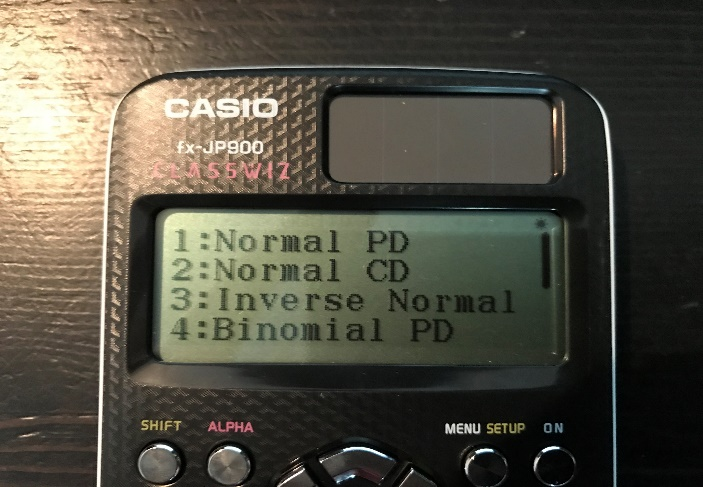 CASIO
fx-JP900
CLASSWIZ
1:Normal PD
2:Normal CD
3:Inverse Normal
4:Binomial PD
SHIFT ALPHA MENU SETUP ON